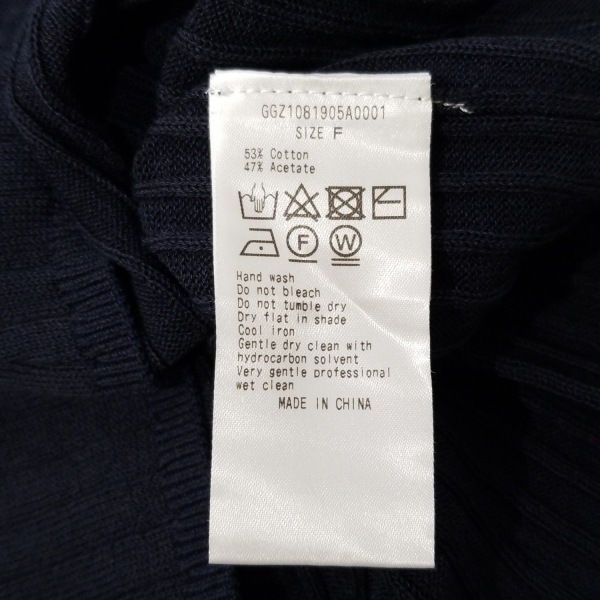 GGZ1081905A0001
SIZE F
53% Cotton
47% Acetate
F W
Hand wash
Do not bleach
Do not tumble dry
Dry flat in shade
Cool iron
Gentle dry clean with
hydrocarbon solvent
Very gentle professional
wet clean
MADE IN CHINA